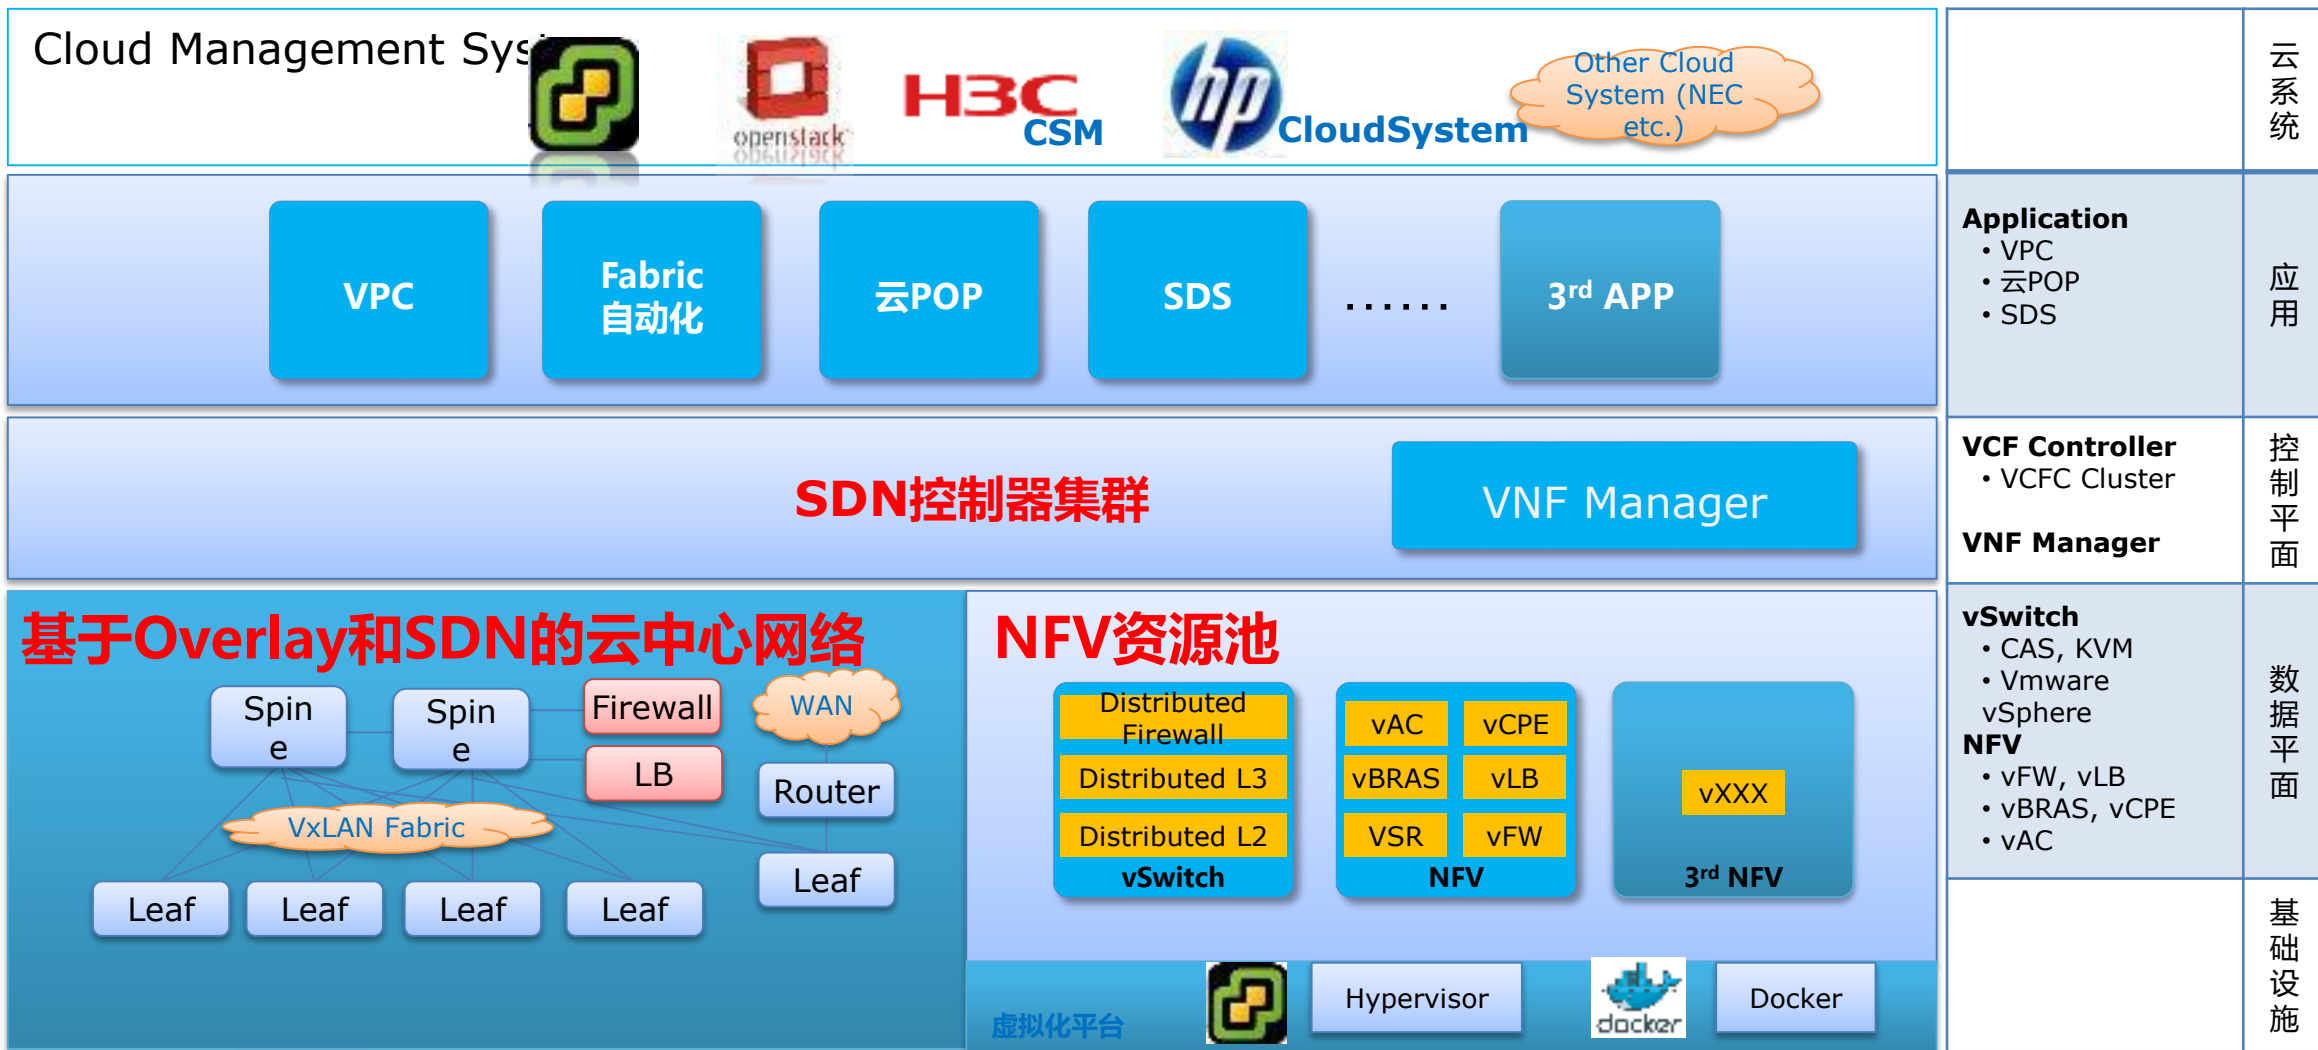 Cloud Management Sys
openstack
H3C
CSM
hp
CloudSystem
Other Cloud
System (NEC
etc.)
云
系
统
VPC
Fabric
自动化
云POP
SDS
......
3rd APP
Application
• VPC
• 云POP
• SDS
应
用
SDN控制器集群
VNF Manager
VCF Controller
• VCFC Cluster
VNF Manager
控
制
平
面
基于Overlay和SDN的云中心网络
Spin
e
Spin
e
Firewall
LB
WAN
Router
VxLAN Fabric
Leaf
Leaf
Leaf
Leaf
Leaf
NFV资源池
Distributed
Firewall
Distributed L3
Distributed L2
vSwitch
vAC
vCPE
vBRAS
vLB
VSR
vFW
NFV
vXXX
3rd NFV
vSwitch
• CAS, KVM
• Vmware
vSphere
NFV
• vFW, vLB
• vBRAS, vCPE
• vAC
数
据
平
面
虚拟化平台
Hypervisor
docker
Docker
基
础
设
施